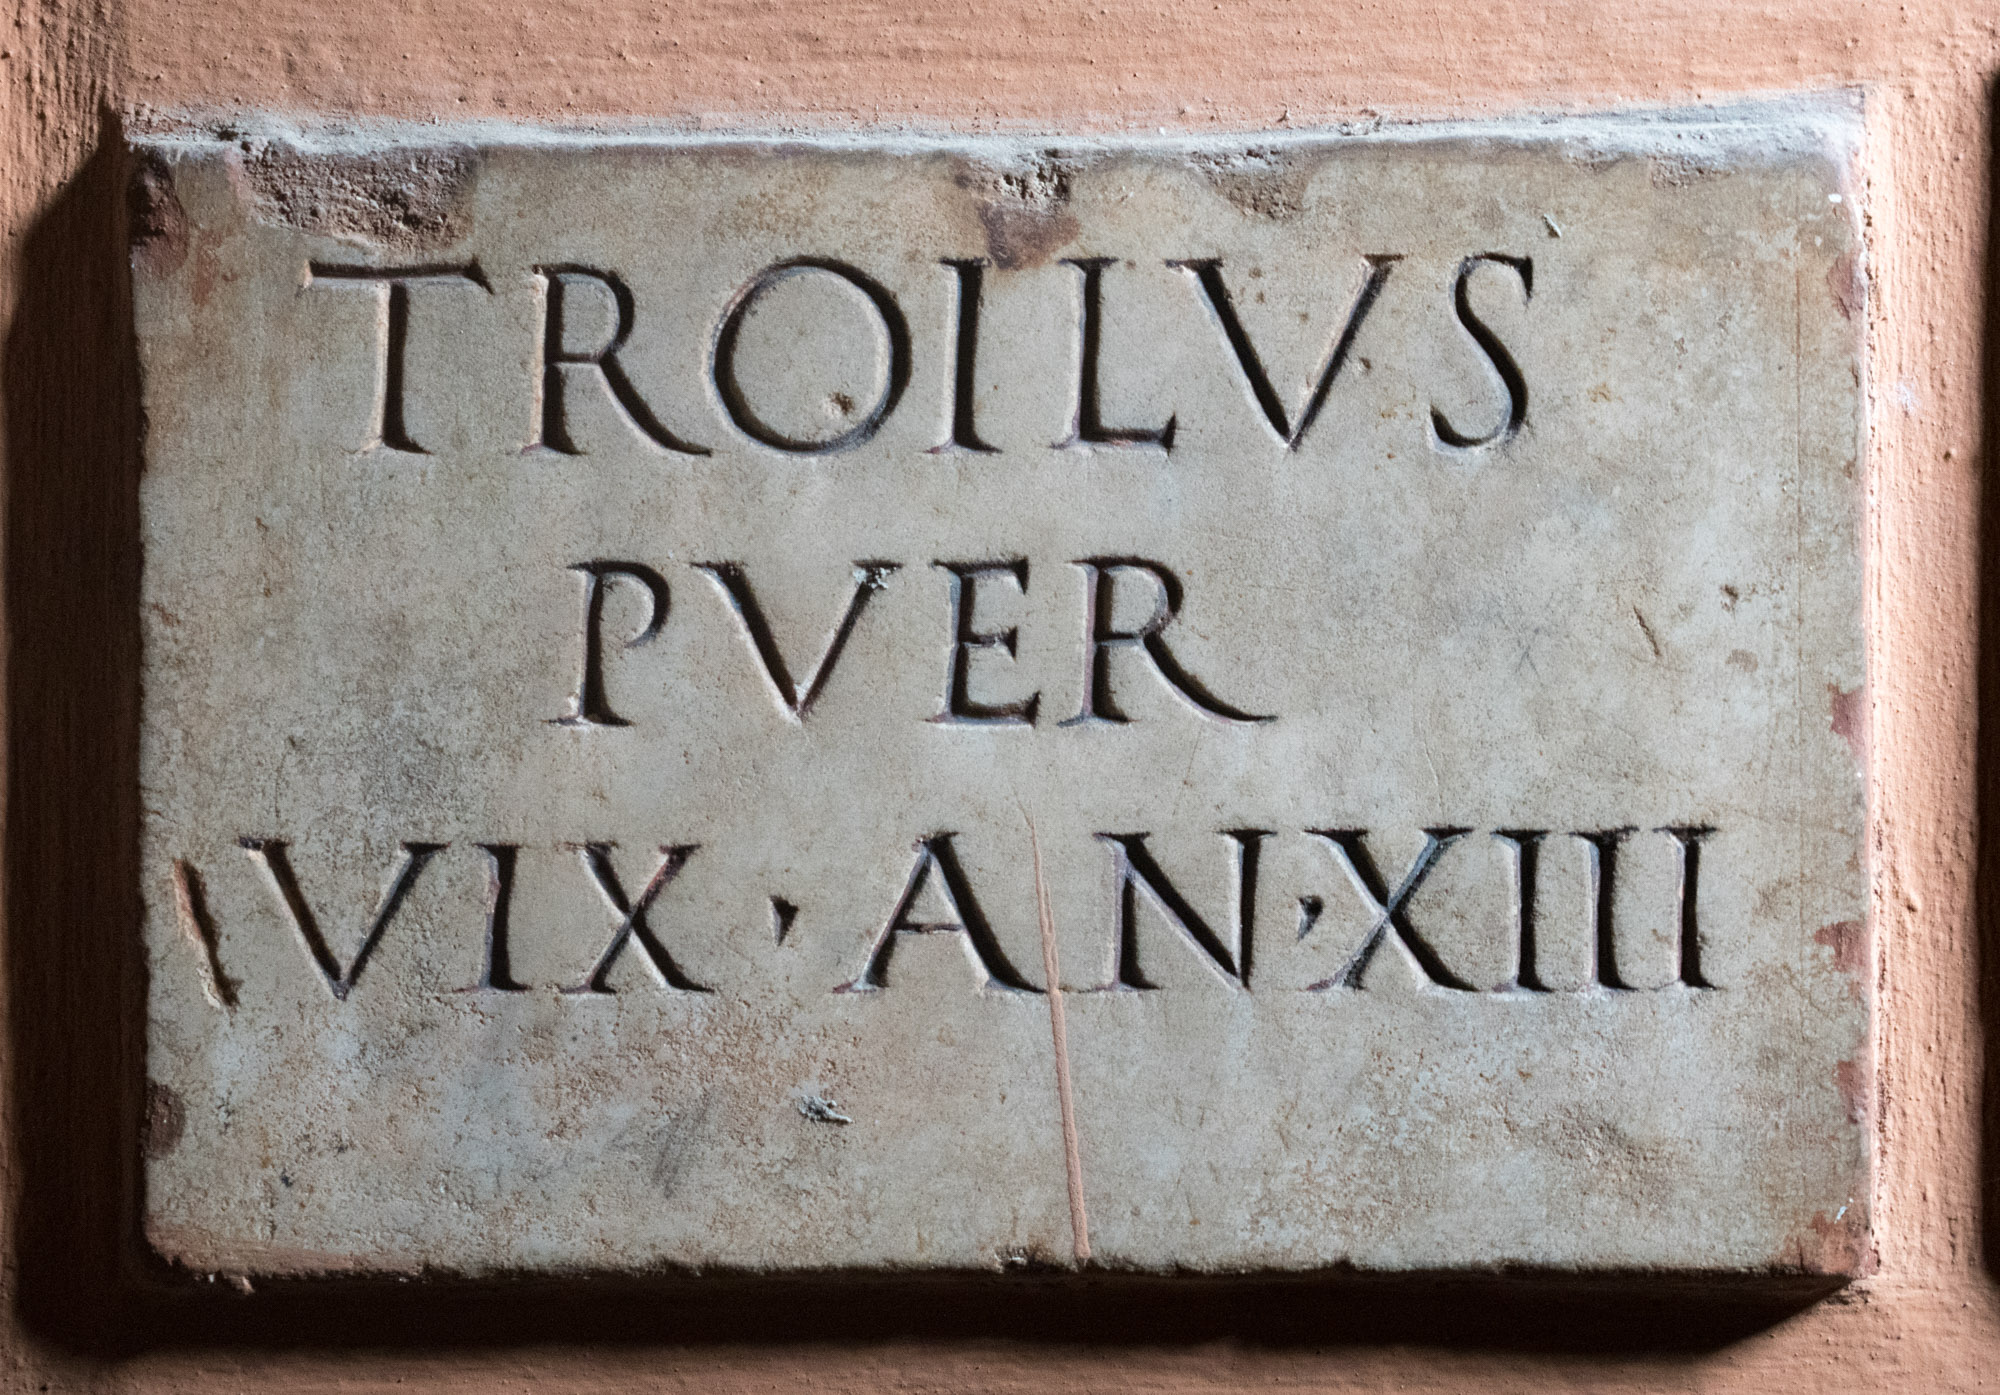 TROILVS
PVER
VIX · AN · XIII